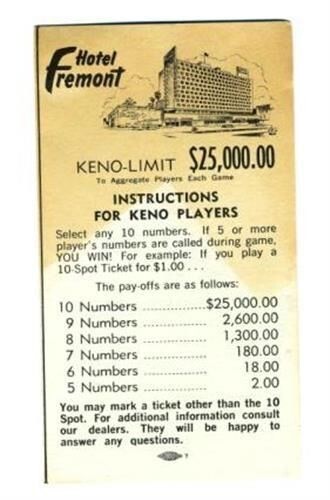 Hotel
Fremont
KENO-LIMIT $25,000.00
To Aggregate Players Each Game
INSTRUCTIONS
FOR KENO PLAYERS
Select any 10 numbers. If 5 or more
player's numbers are called during game,
YOU WIN! For example: If you play a
10-Spot Ticket for $1.00 . . .
The pay-offs are as follows:
10 Numbers ................$25,000.00
9 Numbers ................ 2,600.00
8 Numbers ................ 1,300.00
7 Numbers ................ 180.00
6 Numbers ................ 18.00
5 Numbers ................ 2.00
You may mark a ticket other than the 10
Spot. For additional information consult
our dealers. They will be happy to
answer any questions.